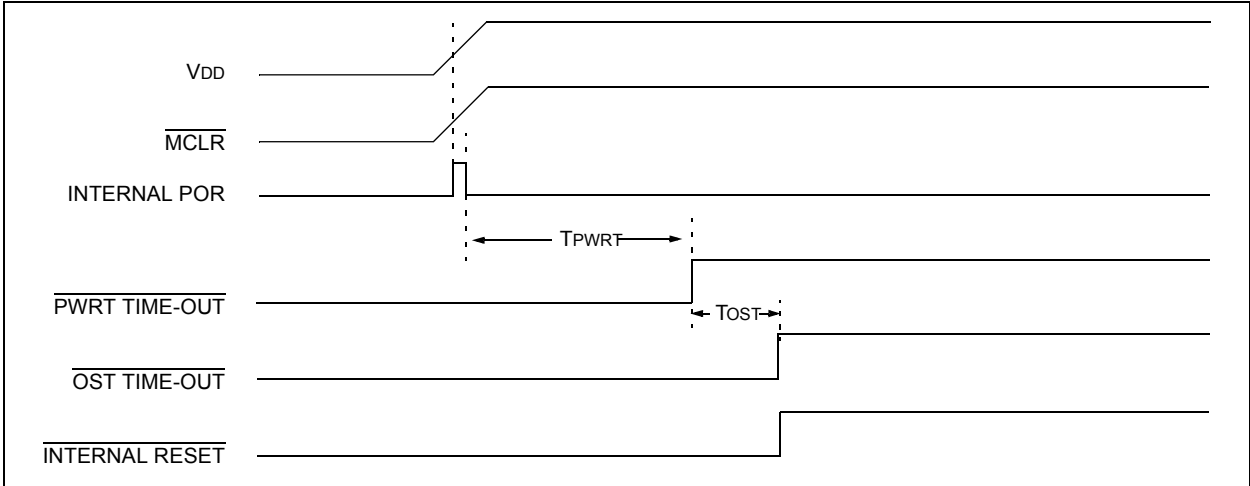 VDD
MCLR
INTERNAL POR
TPWRT
PWRT TIME-OUT
TOST
OST TIME-OUT
INTERNAL RESET